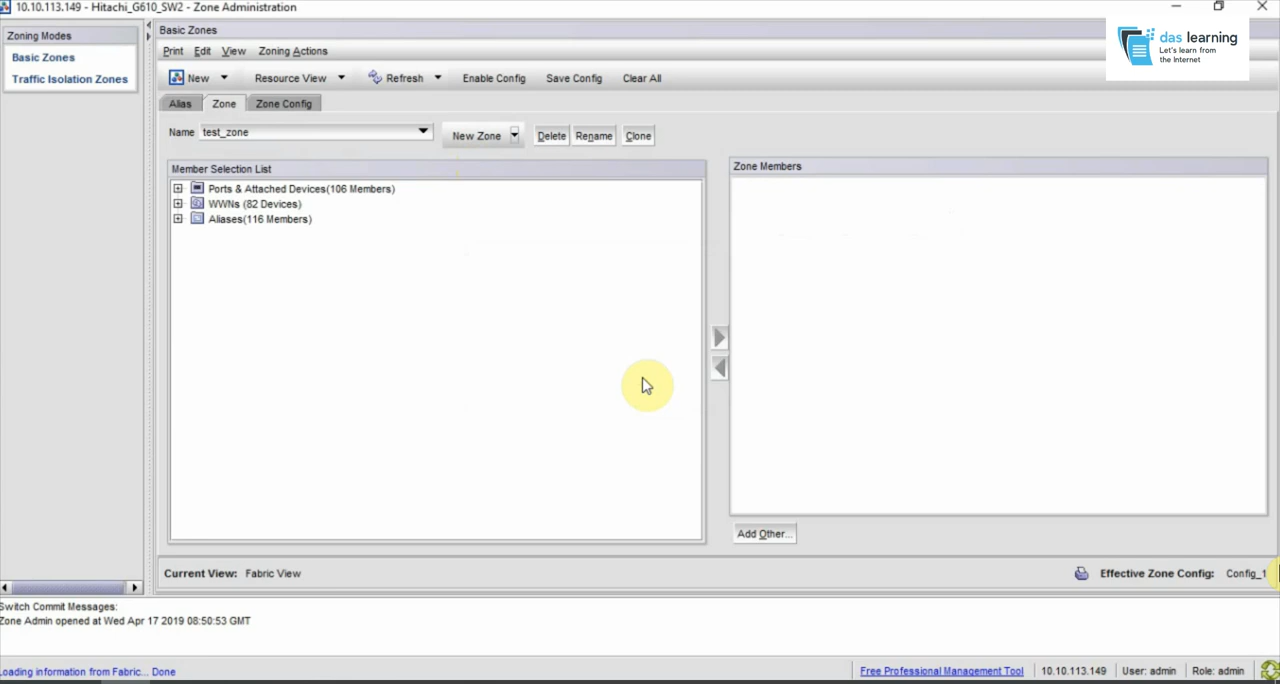 10.10.113.149 - Hitachi_G610_SW2 - Zone Administration
Zoning Modes
Basic Zones
Traffic Isolation Zones
Basic Zones
Print Edit View Zoning Actions
New Resource View Refresh Enable Config Save Config Clear All
das learning
Let's learn from
the Internet
Alias Zone Zone Config
Name test_zone New Zone Delete Rename Clone
Member Selection List
Ports & Attached Devices(106 Members)
WWNs (82 Devices)
Aliases(116 Members)
Zone Members
Add Other...
Current View: Fabric View
Effective Zone Config: Config_1
Switch Commit Messages:
Zone Admin opened at Wed Apr 17 2019 08:50:53 GMT
oading information from Fabric... Done
Free Professional Management Tool 10.10.113.149 User: admin Role: admin